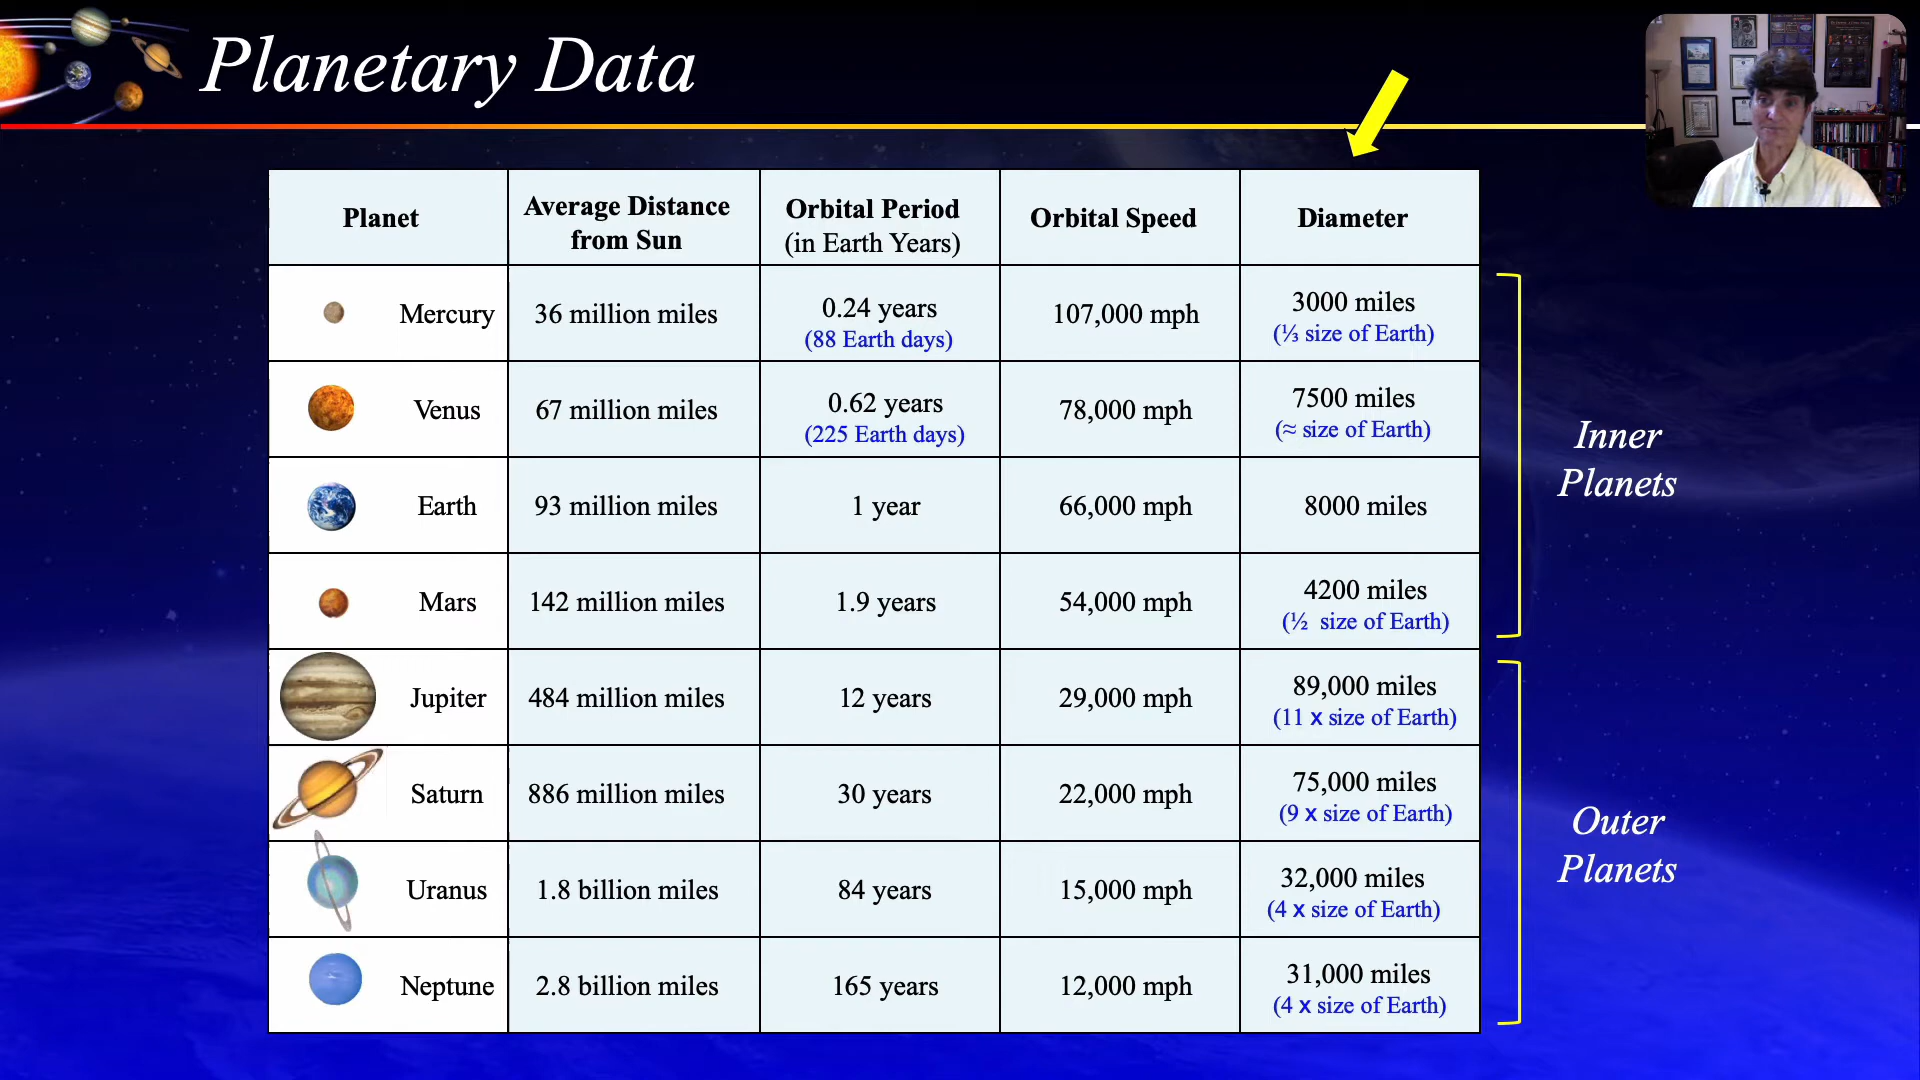 Planetary Data
Planet
Average Distance
from Sun
Orbital Period
(in Earth Years)
Orbital Speed
Diameter
Mercury
36 million miles
0.24 years
(88 Earth days)
107,000 mph
3000 miles
(⅓ size of Earth)
Venus
67 million miles
0.62 years
(225 Earth days)
78,000 mph
7500 miles
(≈ size of Earth)
Earth
93 million miles
1 year
66,000 mph
8000 miles
Mars
142 million miles
1.9 years
54,000 mph
4200 miles
(½ size of Earth)
Inner
Planets
Jupiter
484 million miles
12 years
29,000 mph
89,000 miles
(11 x size of Earth)
Saturn
886 million miles
30 years
22,000 mph
75,000 miles
(9 x size of Earth)
Uranus
1.8 billion miles
84 years
15,000 mph
32,000 miles
(4 x size of Earth)
Neptune
2.8 billion miles
165 years
12,000 mph
31,000 miles
(4 x size of Earth)
Outer
Planets